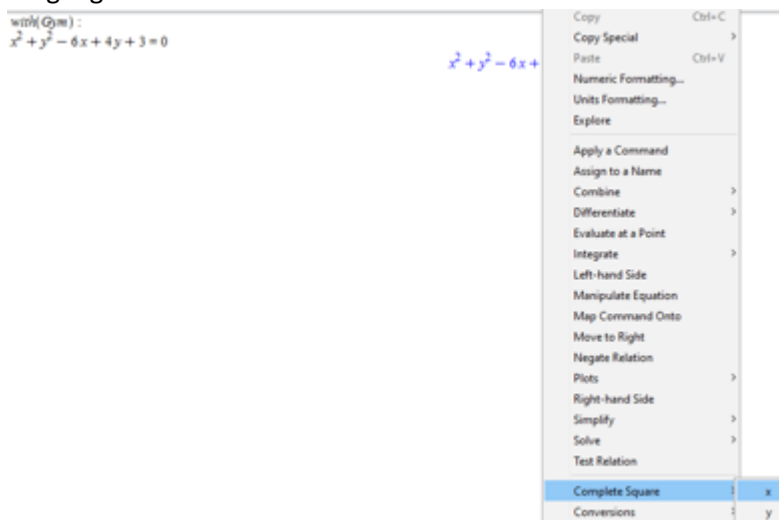 with(Gym) :
x² + y² − 6x + 4y + 3 = 0
x² + y² − 6x +
Copy Ctrl+C
Copy Special >
Paste Ctrl+V
Numeric Formatting...
Units Formatting...
Explore
Apply a Command
Assign to a Name
Combine >
Differentiate >
Evaluate at a Point
Integrate >
Left-hand Side
Manipulate Equation
Map Command Onto
Move to Right
Negate Relation
Plots >
Right-hand Side
Simplify >
Solve >
Test Relation
Complete Square > x
Conversions > y